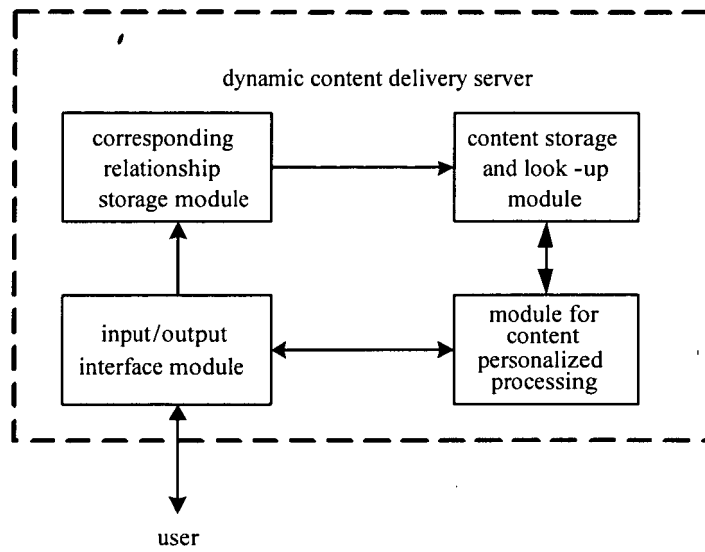 dynamic content delivery server
corresponding
relationship
storage module
content storage
and look -up
module
input/output
interface module
module for
content
personalized
processing
user